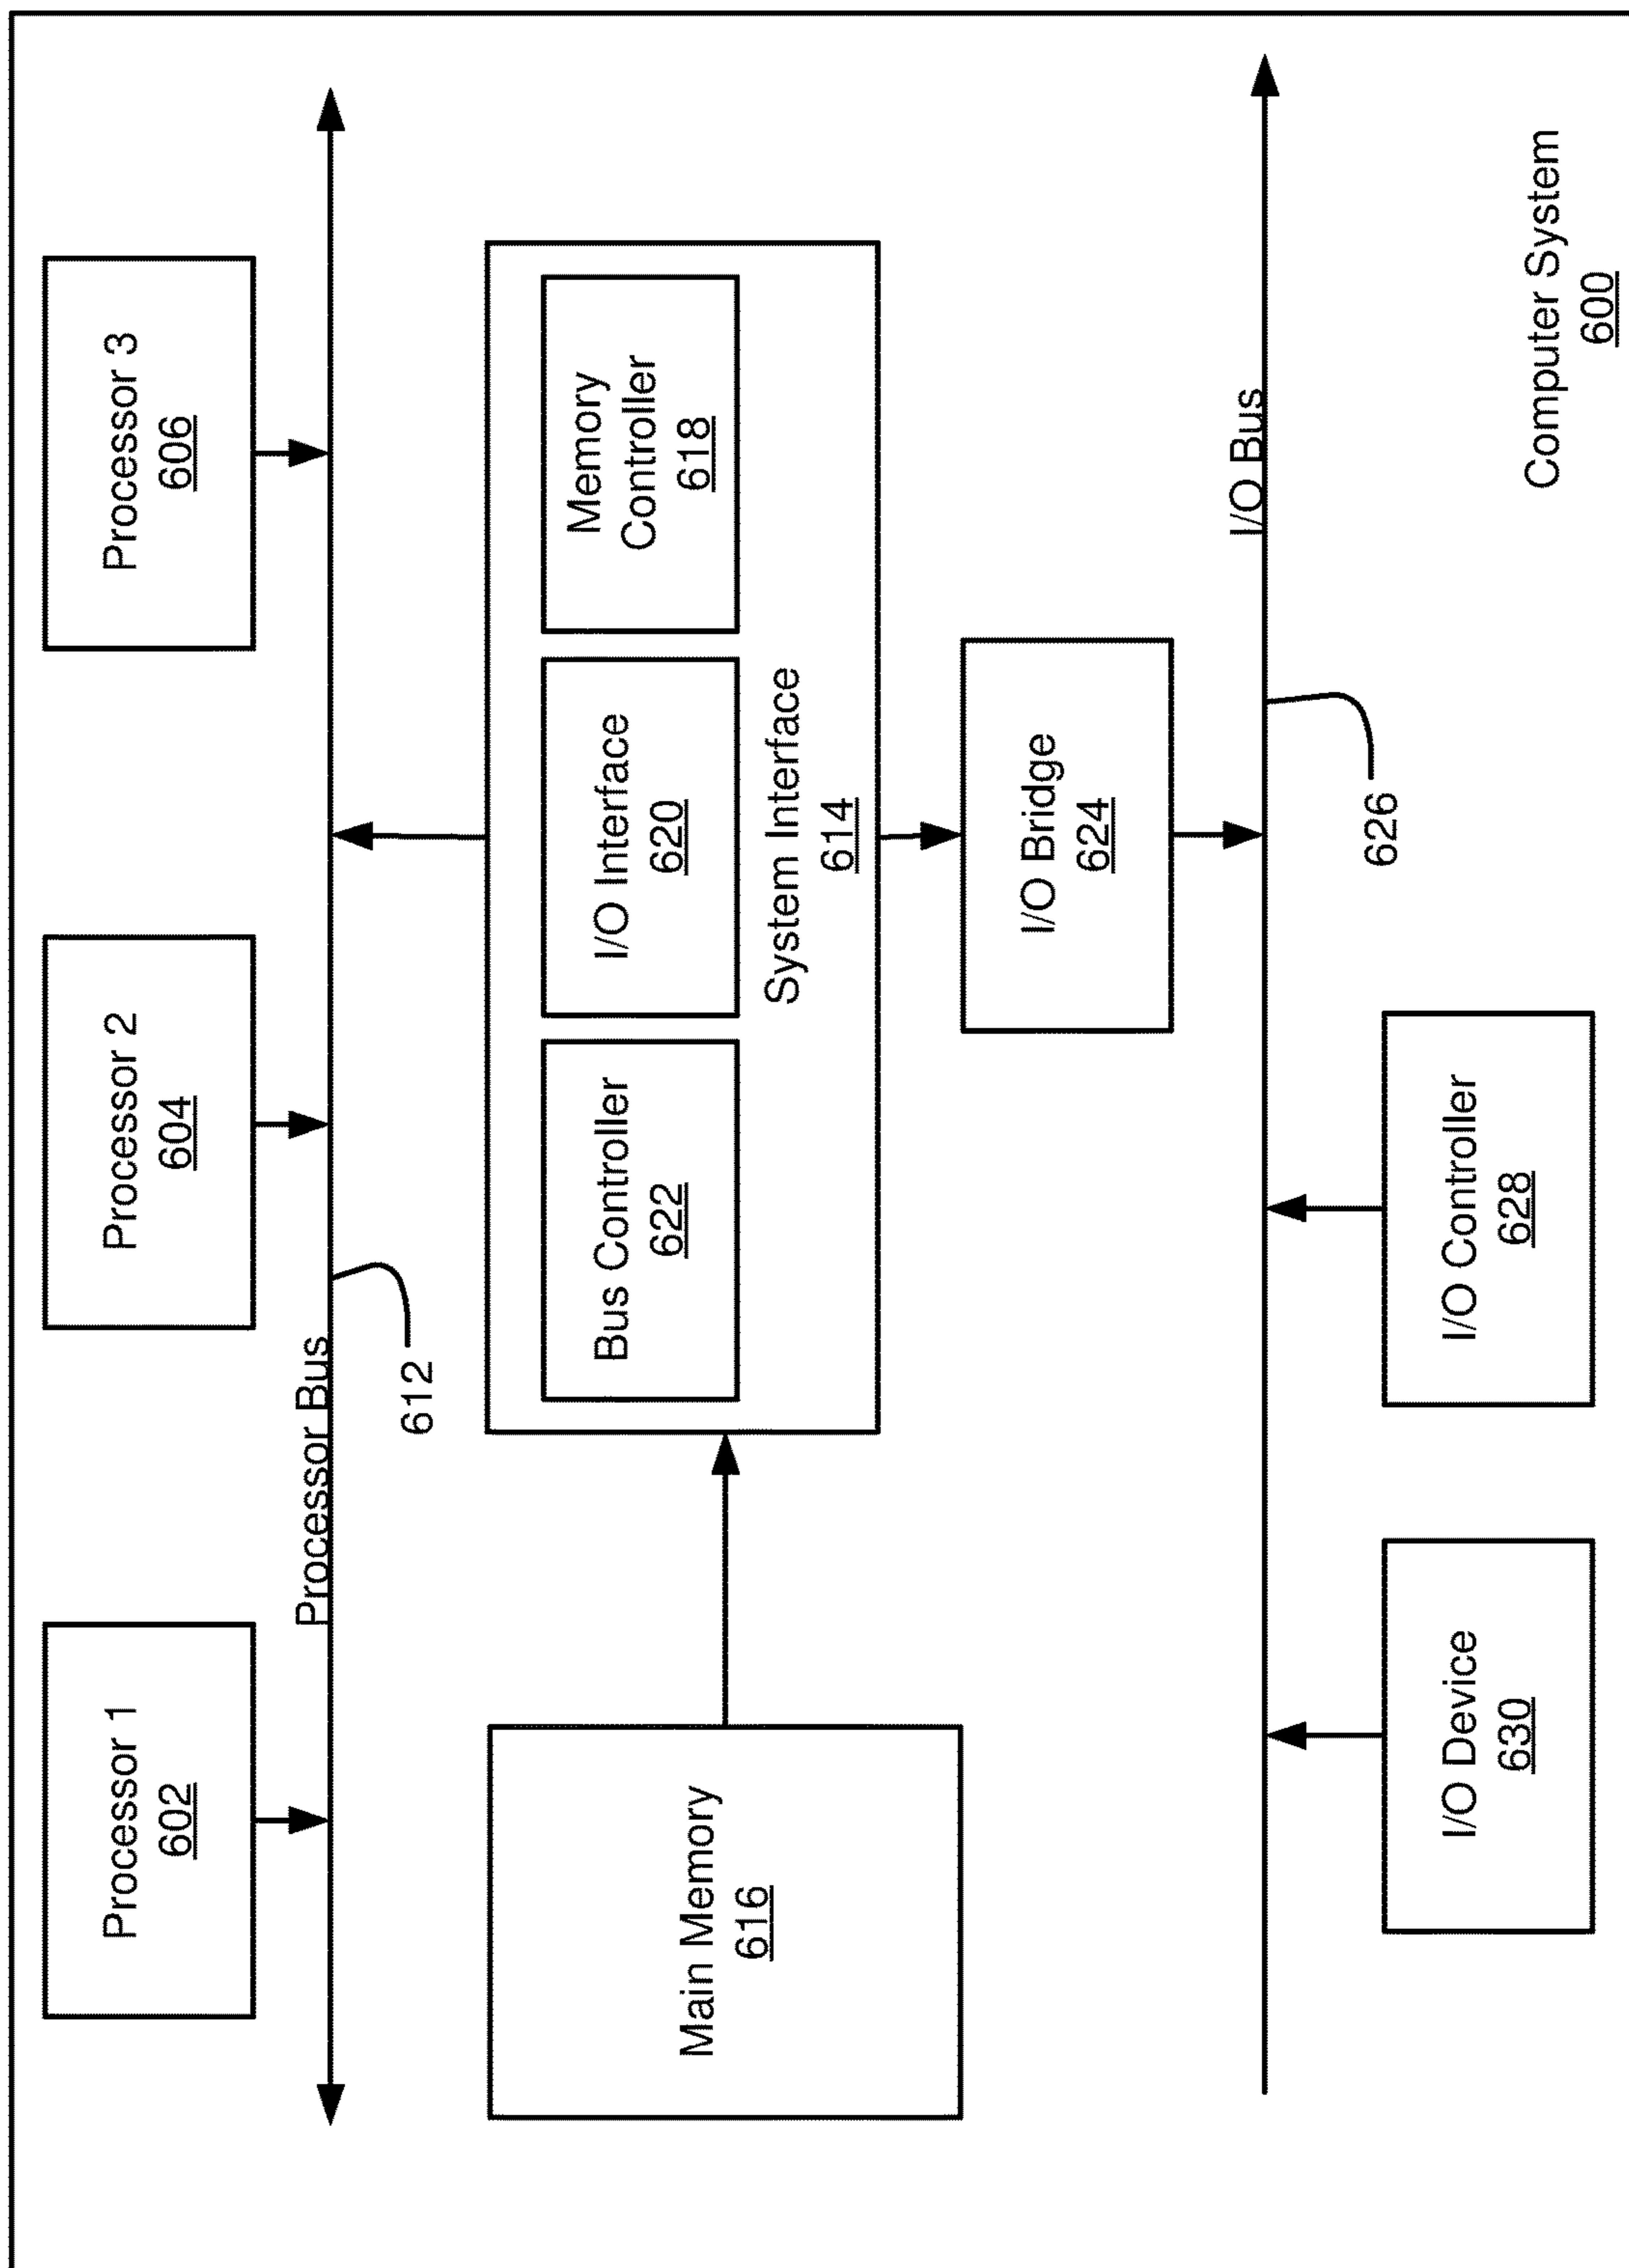 Processor 1
602
Processor 2
604
Processor 3
606
Processor Bus
612
Main Memory
616
Bus Controller
622
I/O Interface
620
Memory
Controller
618
System Interface
614
I/O Bridge
624
I/O Bus
626
I/O Device
630
I/O Controller
628
Computer System
600